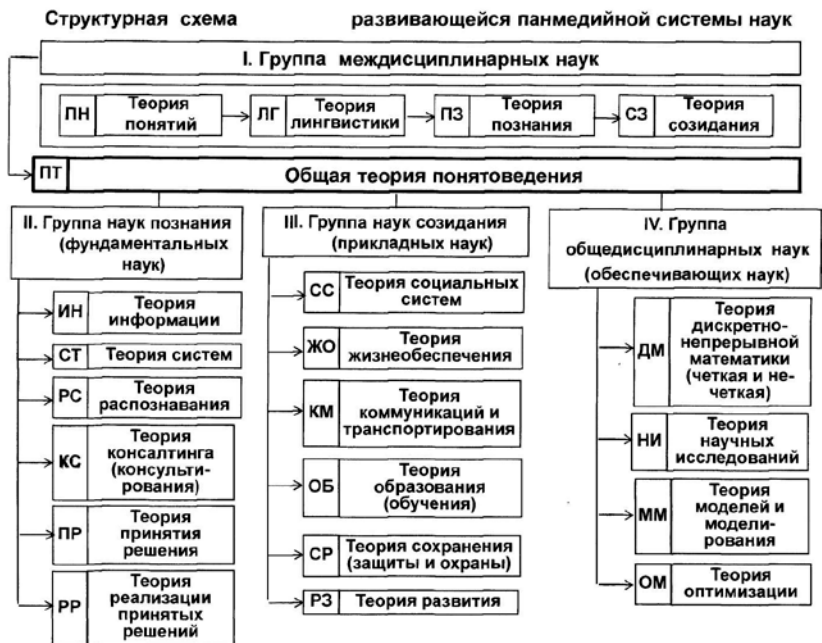 Структурная схема развивающейся панмедийной системы наук
I. Группа междисциплинарных наук
ПН Теория
понятий
ЛГ Теория
лингвистики
ПЗ Теория
познания
СЗ Теория
созидания
ПТ Общая теория понятоведения
II. Группа наук познания
(фундаментальных
наук)
ИН Теория
информации
СТ Теория систем
РС Теория
распознавания
КС Теория
консалтинга
(консульти-
рования)
ПР Теория
принятия
решения
РР Теория
реализации
принятых
решений
III. Группа наук созидания
(прикладных наук)
СС Теория социальных
систем
ЖО Теория
жизнеобеспечения
КМ Теория
коммуникаций и
транспортирования
ОБ Теория
образования
(обучения)
СР Теория сохранения
(защиты и охраны)
РЗ Теория развития
IV. Группа
общедисциплинарных наук
(обеспечивающих наук)
ДМ Теория
дискретно-
непрерывной
математики
(четкая и не-
четкая)
НИ Теория
научных
исследований
ММ Теория
моделей и
модели-
рования
ОМ Теория
оптимизации